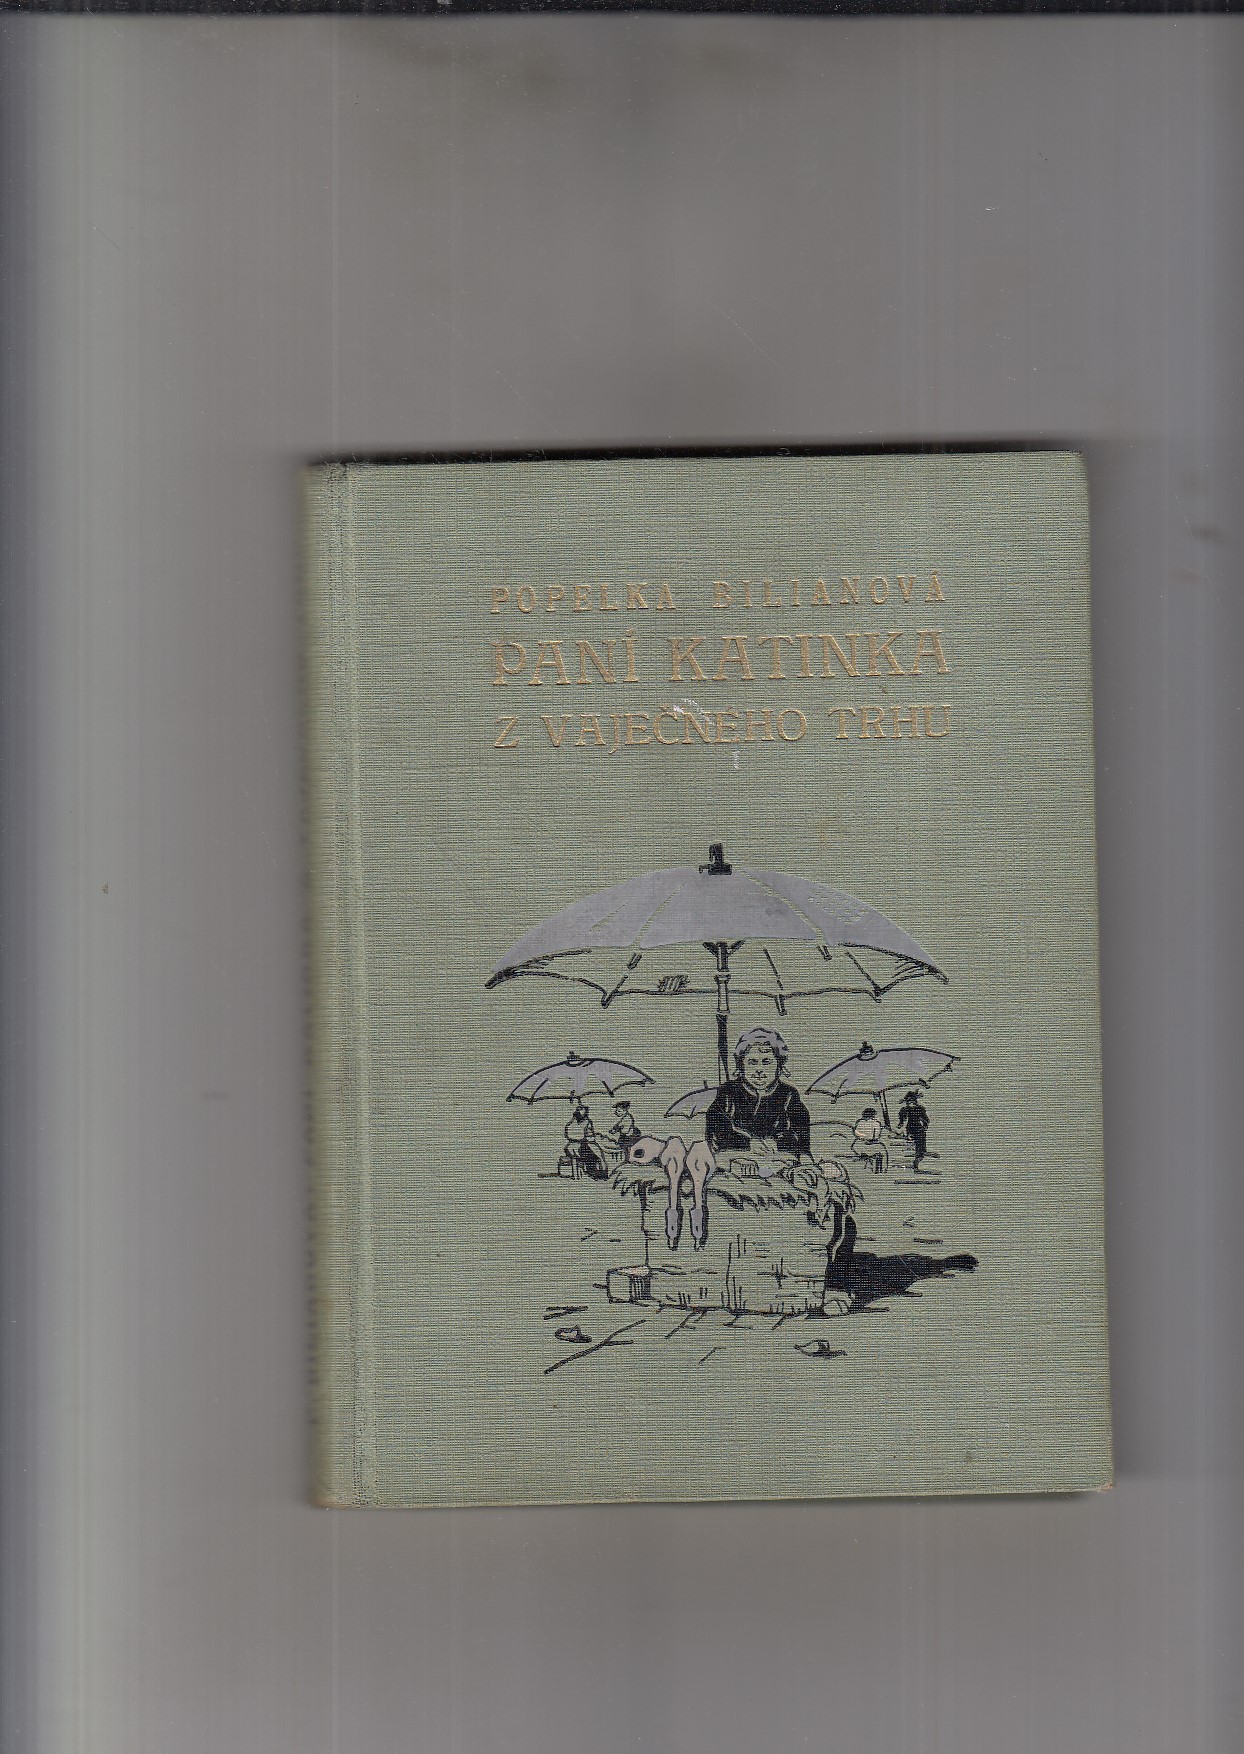 POPELKA BILIANOVÁ
PANÍ KATINKA
Z VAJEČNÉHO TRHU